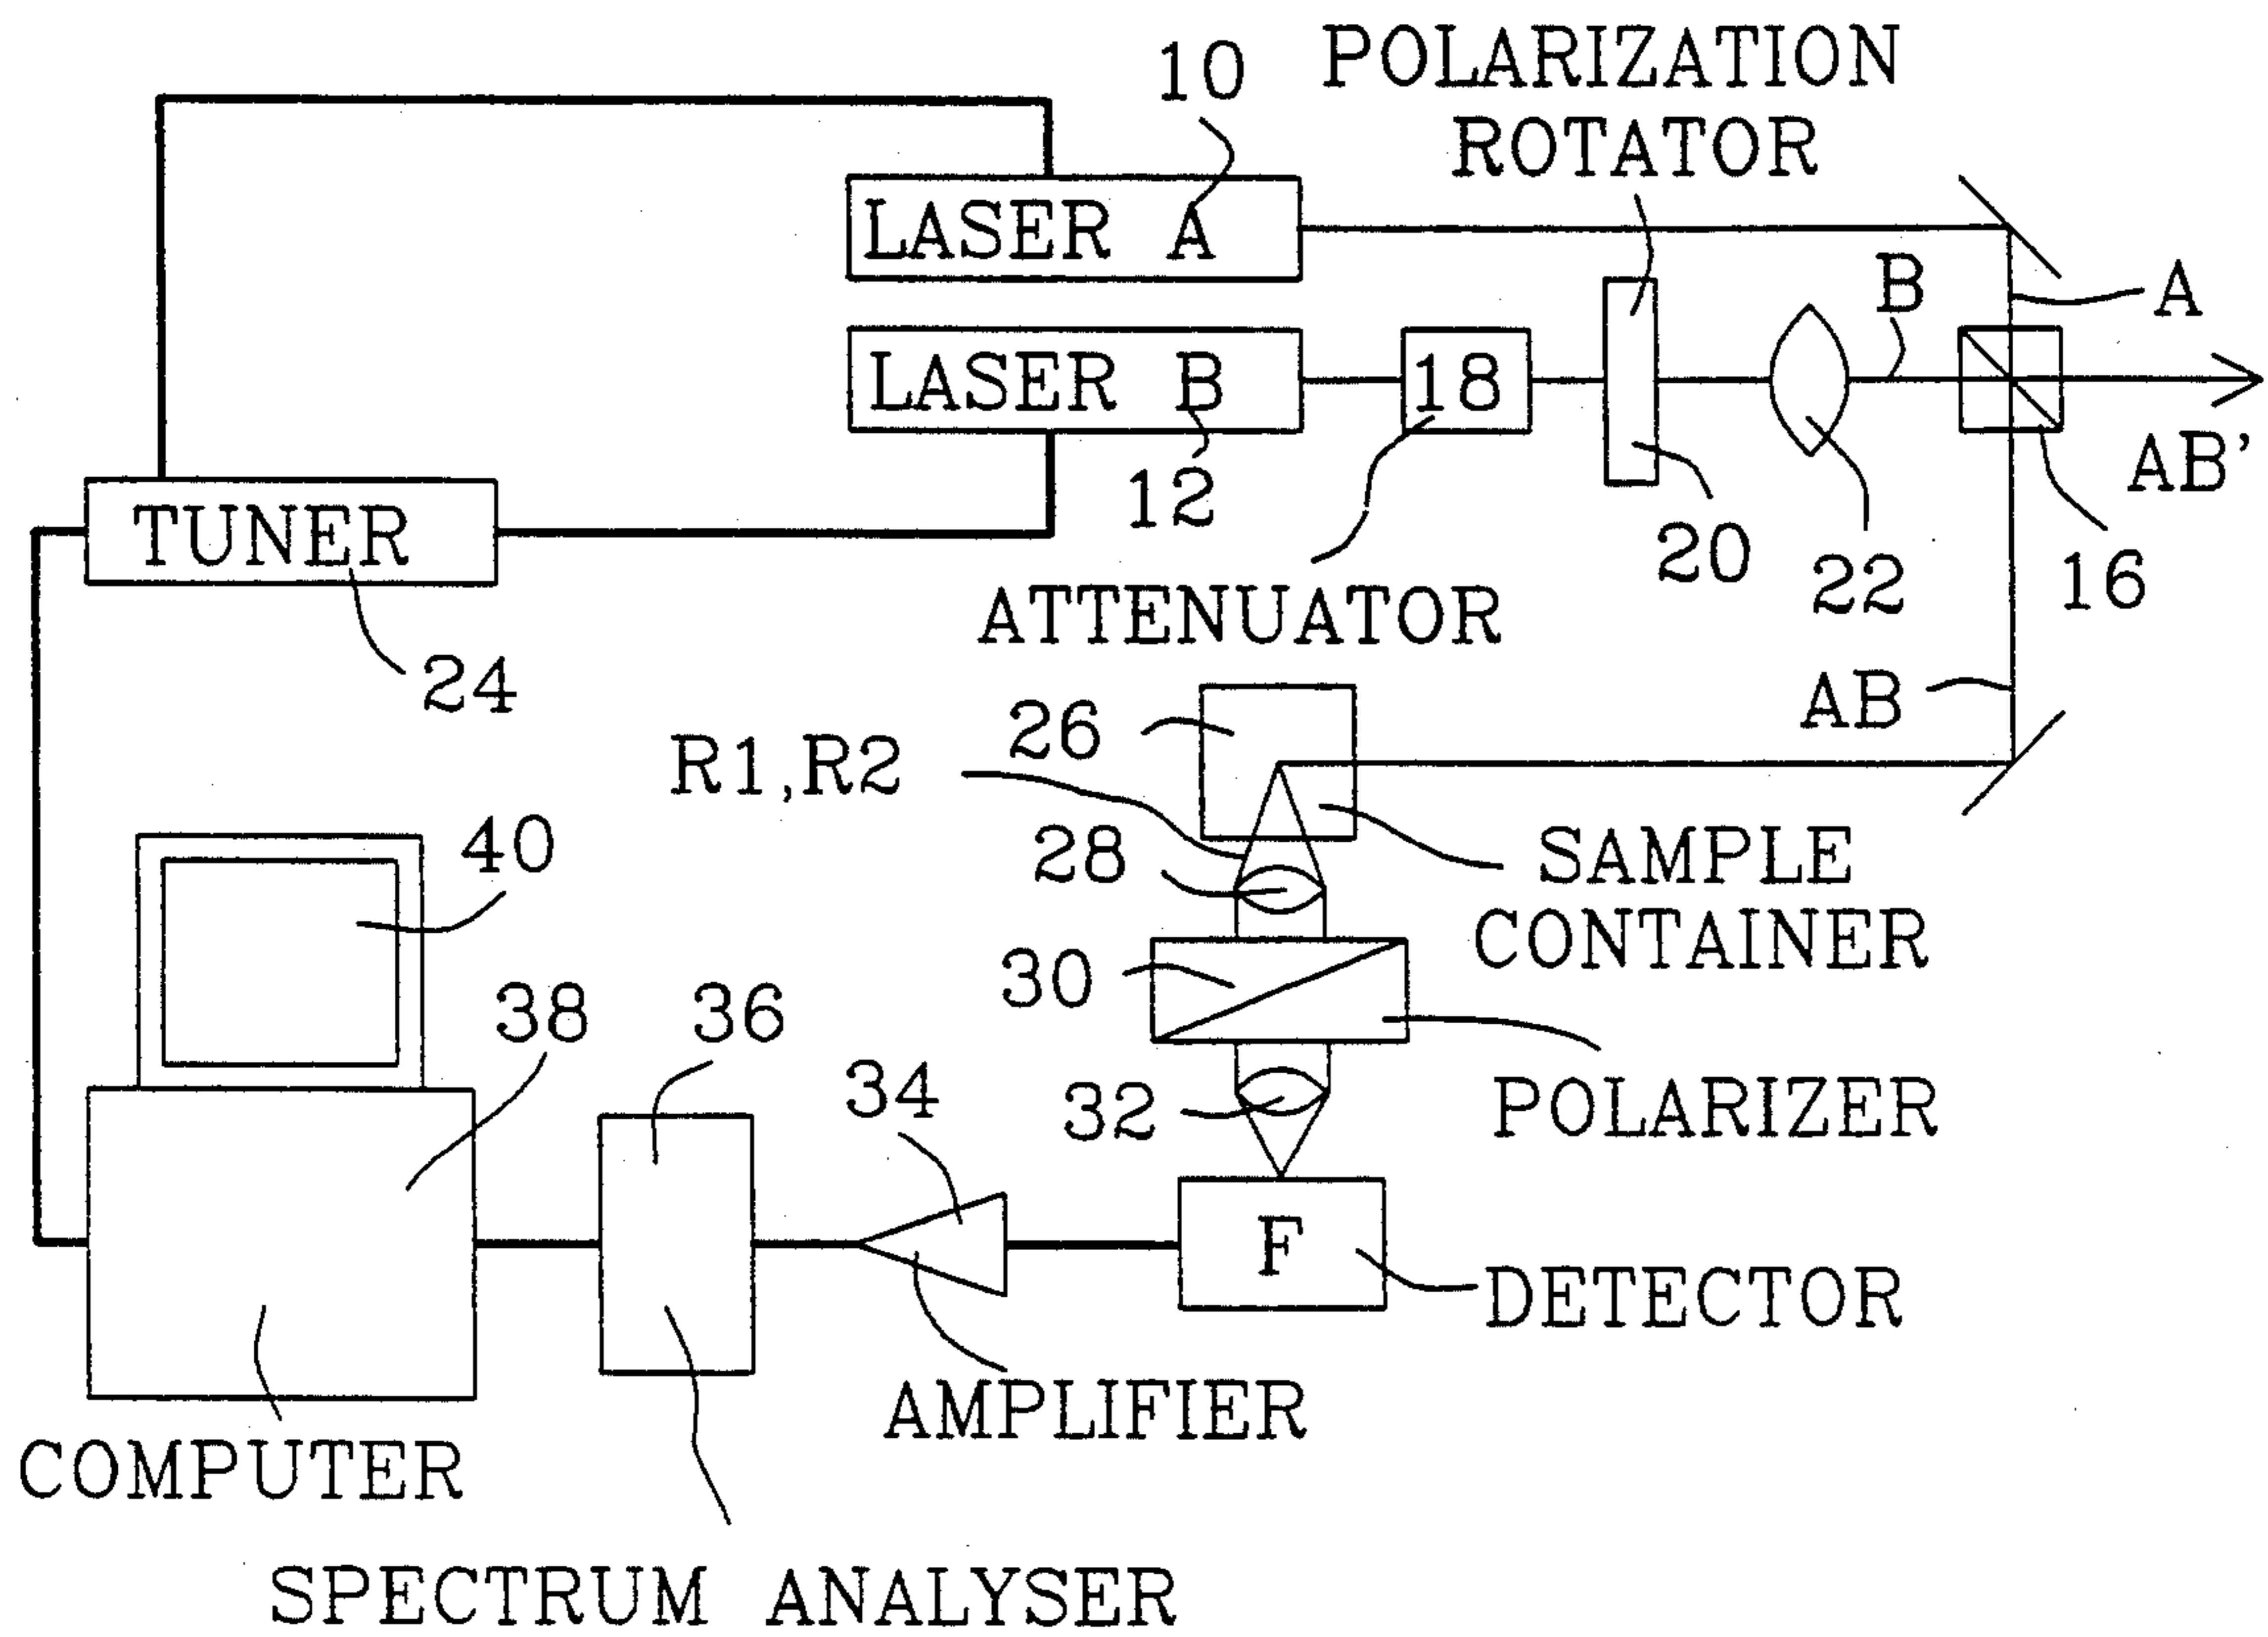 POLARIZATION
ROTATOR
10
LASER A
B
A
LASER B
18
12
AB'
TUNER
20
22
16
ATTENUATOR
24
26
AB
R1,R2
40
28
SAMPLE
CONTAINER
30
38
36
34
32
POLARIZER
F
DETECTOR
AMPLIFIER
COMPUTER
SPECTRUM ANALYSER